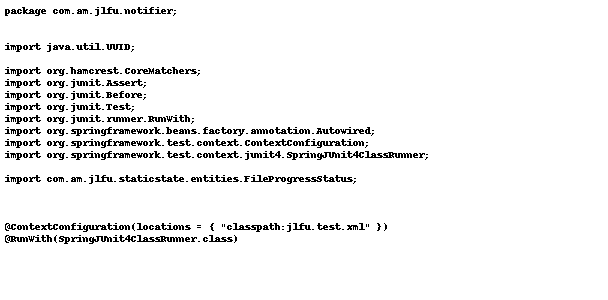 package com.am.jlfu.notifier;
import java.util.UUID;
import org.hamcrest.CoreMatchers;
import org.junit.Assert;
import org.junit.Before;
import org.junit.Test;
import org.junit.runner.RunWith;
import org.springframework.beans.factory.annotation.Autowired;
import org.springframework.test.context.ContextConfiguration;
import org.springframework.test.context.junit4.SpringJUnit4ClassRunner;
import com.am.jlfu.staticstate.entities.FileProgressStatus;
@ContextConfiguration(locations = { "classpath:jlfu.test.xml" })
@RunWith(SpringJUnit4ClassRunner.class)